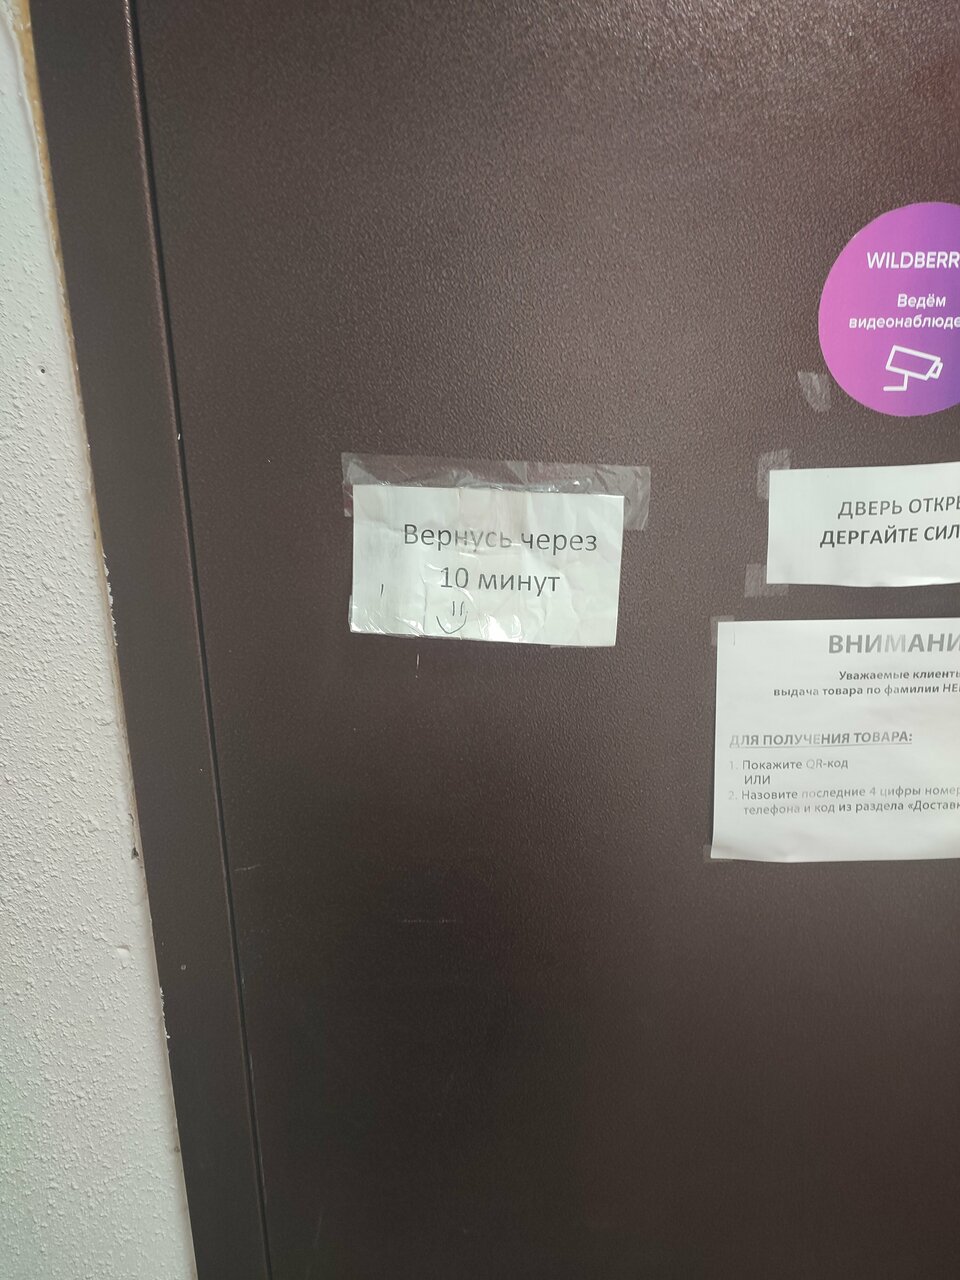 WILDBERR
Ведём
видеонаблюде
Вернусь через
10 минут
ДВЕРЬ ОТКРЫ
ДЕРГАЙТЕ СИЛ
ВНИМАНИ
Уважаемые клиенты
выдача товара по фамилии НЕ
ДЛЯ ПОЛУЧЕНИЯ ТОВАРА:
1. Покажите QR-код
ИЛИ
2. Назовите последние 4 цифры номер
телефона и код из раздела «Достав